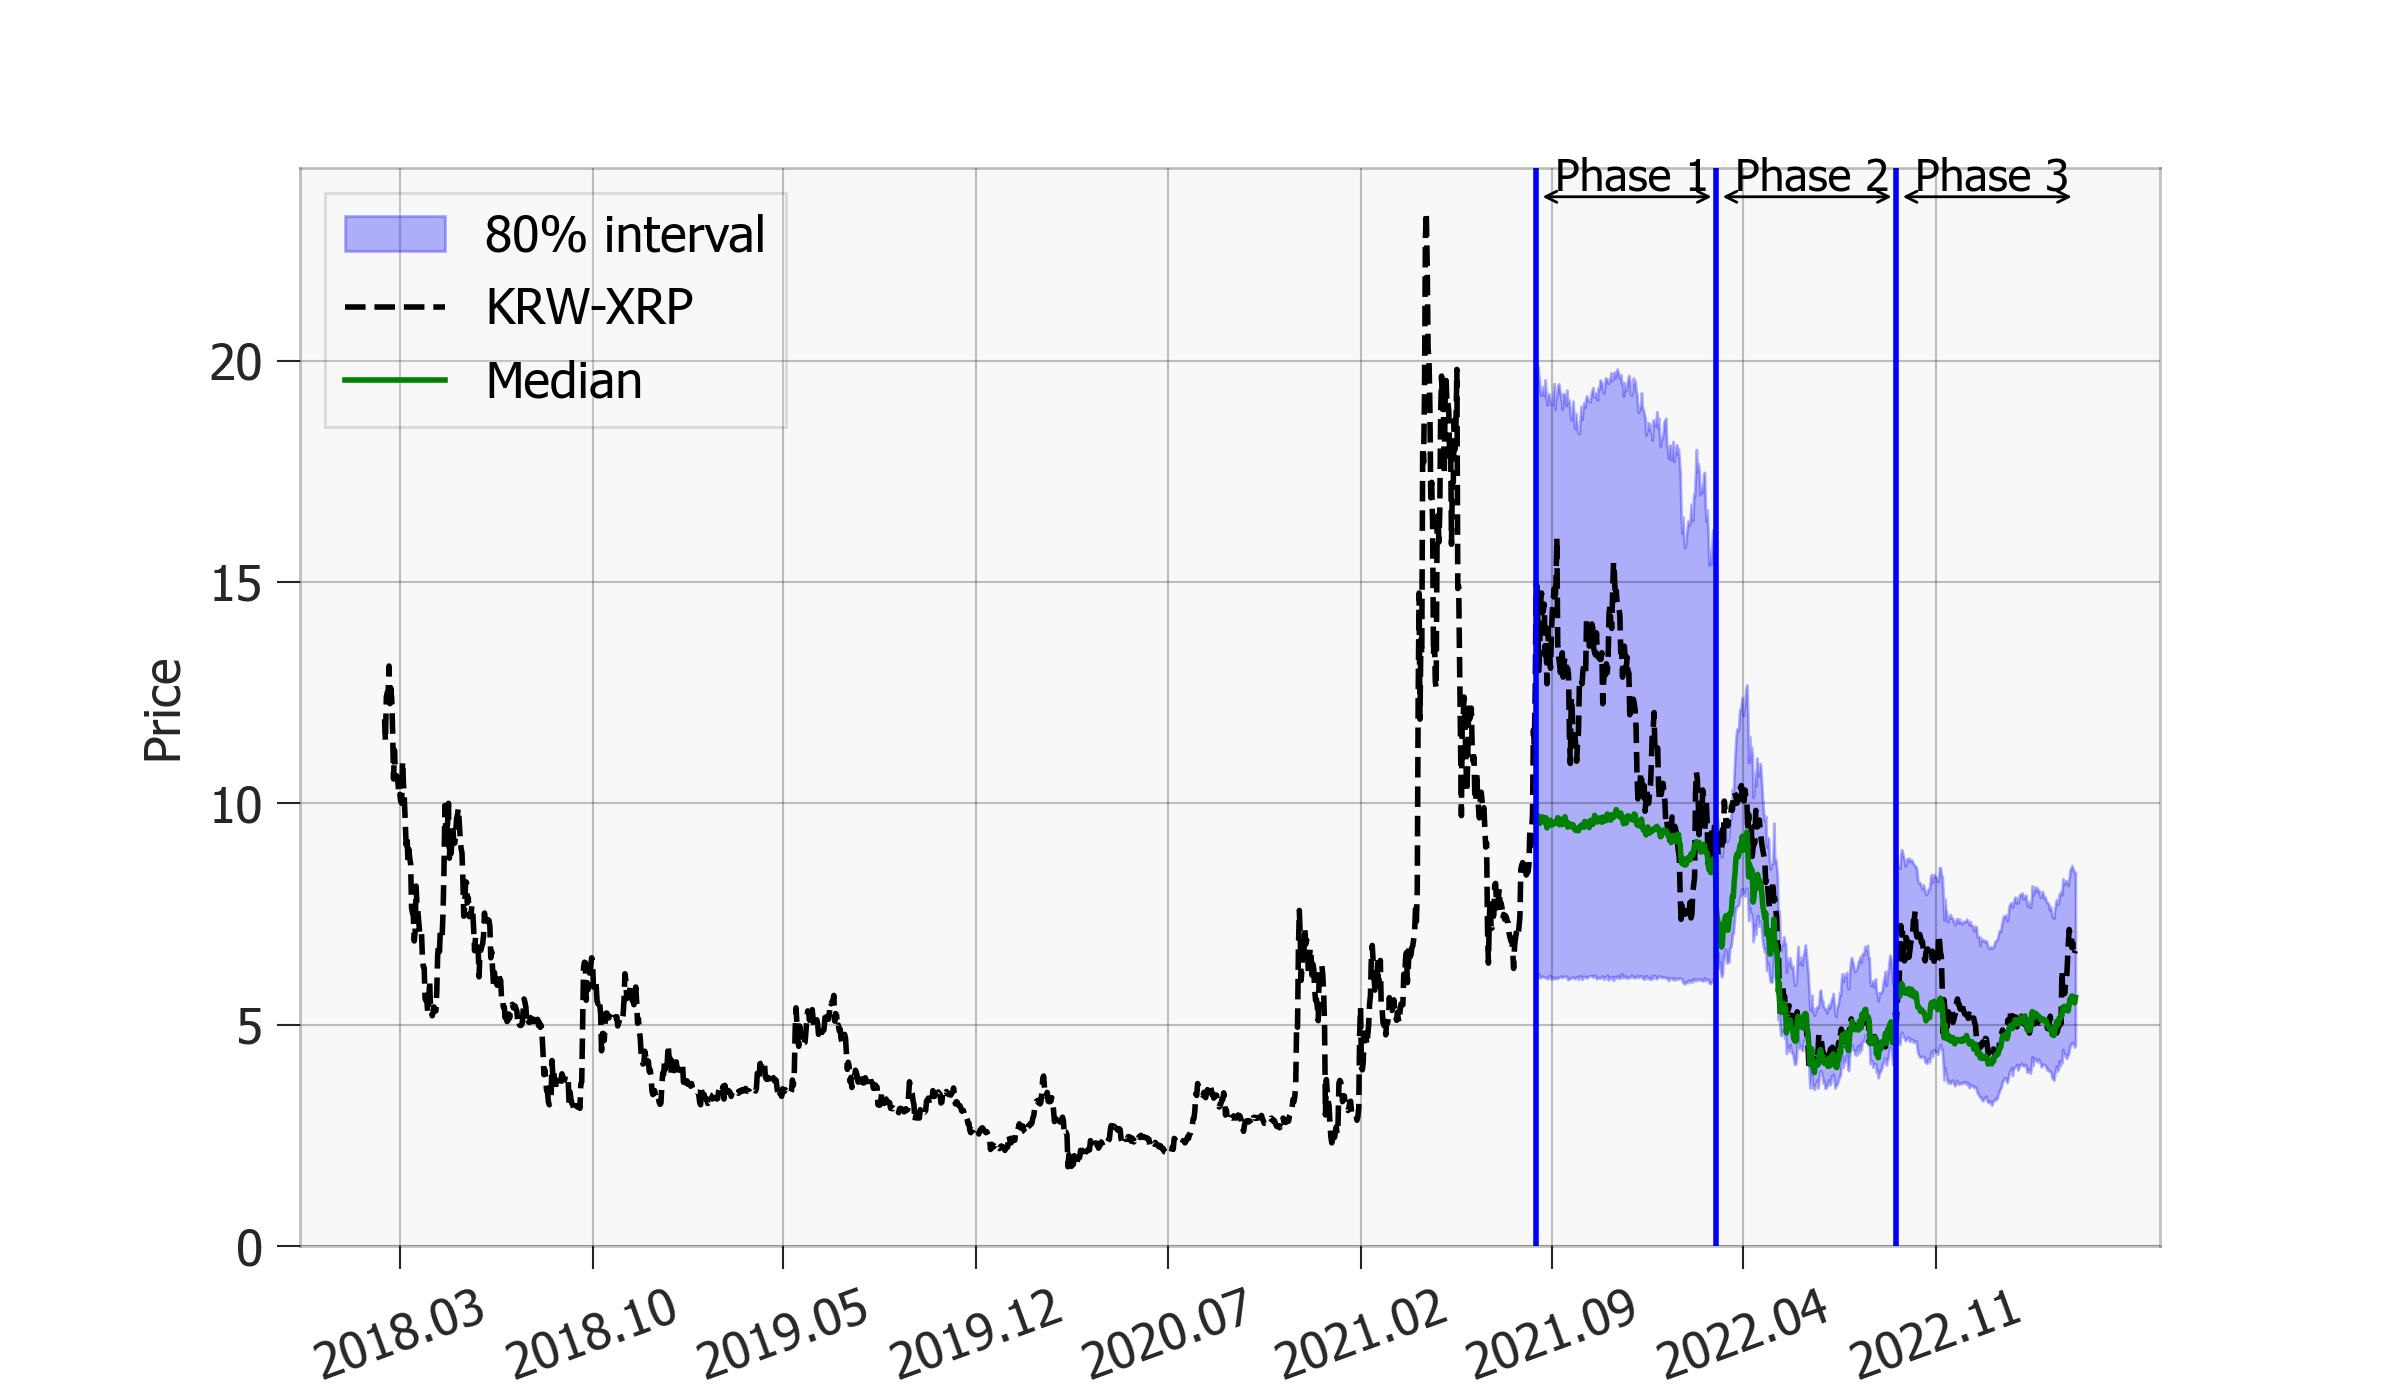 Phase 1
Phase 2
Phase 3
80% interval
KRW-XRP
Median
Price
20
15
10
5
0
2018.03
2018.10
2019.05
2019.12
2020.07
2021.02
2021.09
2022.04
2022.11